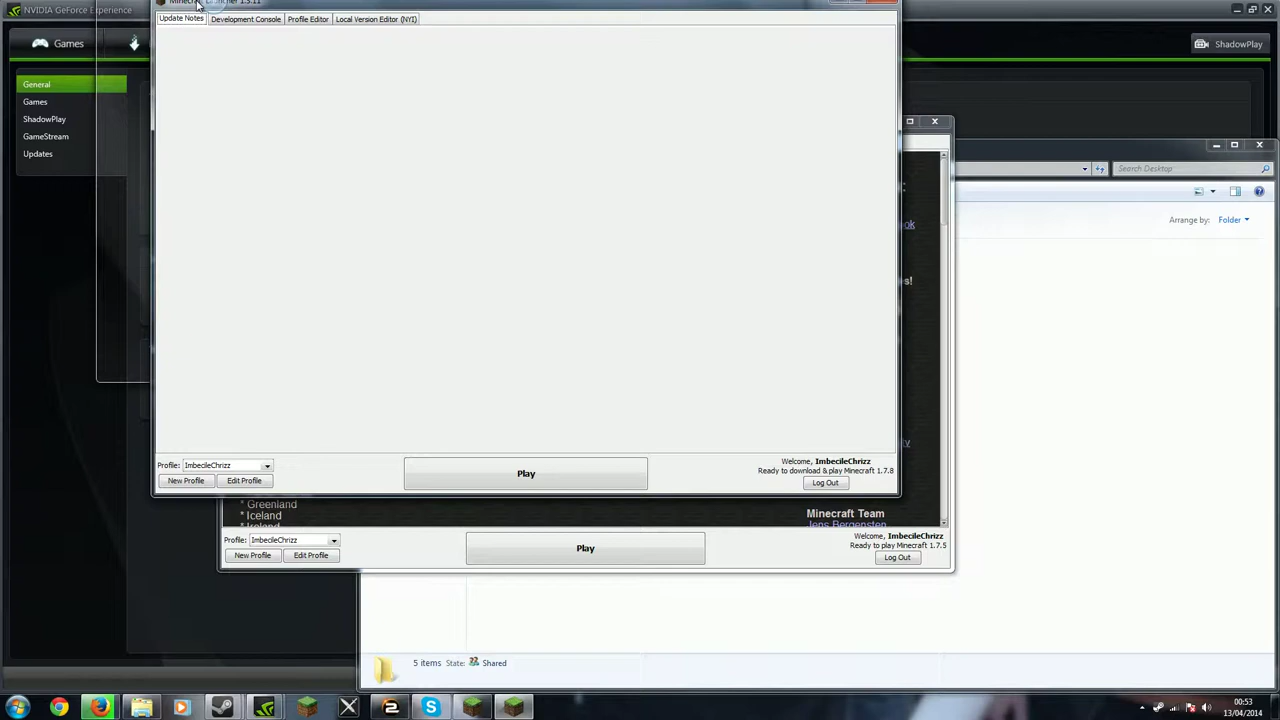 NVIDIA GeForce Experience
Games
ShadowPlay
General
Games
ShadowPlay
GameStream
Updates
Update Notes
Development Console
Profile Editor
Local Version Editor (NYI)
Search Desktop
Arrange by: Folder
s!
Profile: ImbecileChrizz
New Profile
Edit Profile
Play
Welcome, ImbecileChrizz
Ready to download & play Minecraft 1.7.8
Log Out
* Greenland
* Iceland
Minecraft Team
Jens Bergensten
Profile: ImbecileChrizz
New Profile
Edit Profile
Play
Welcome, ImbecileChrizz
Ready to play Minecraft 1.7.5
Log Out
5 items State: Shared
00:53
13/04/2014